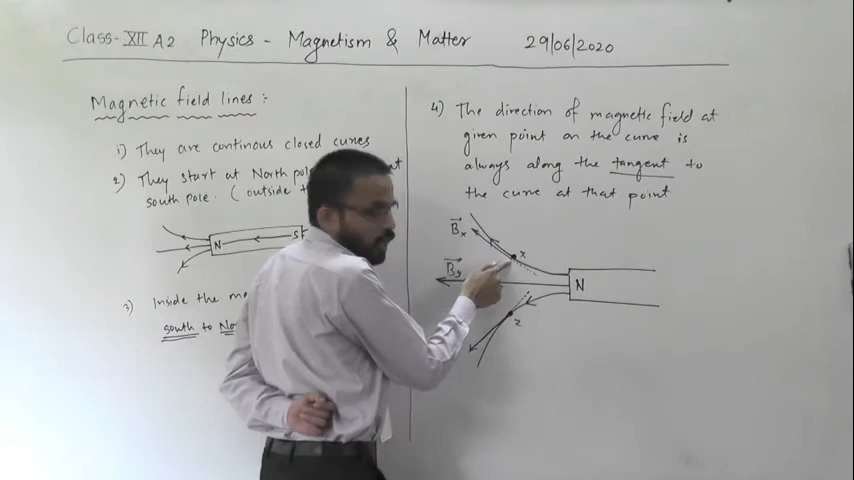 Class-XII A2 Physics - Magnetism & Matter 29/06/2020
Magnetic field lines :
1) They are continous closed curves
2) They start at North pol at
south pole. ( outside
N S
3) Inside the
south to
4) The direction of magnetic field at
given point on the curve is
always along the tangent to
the curve at that point
Bx
x
By
N
z